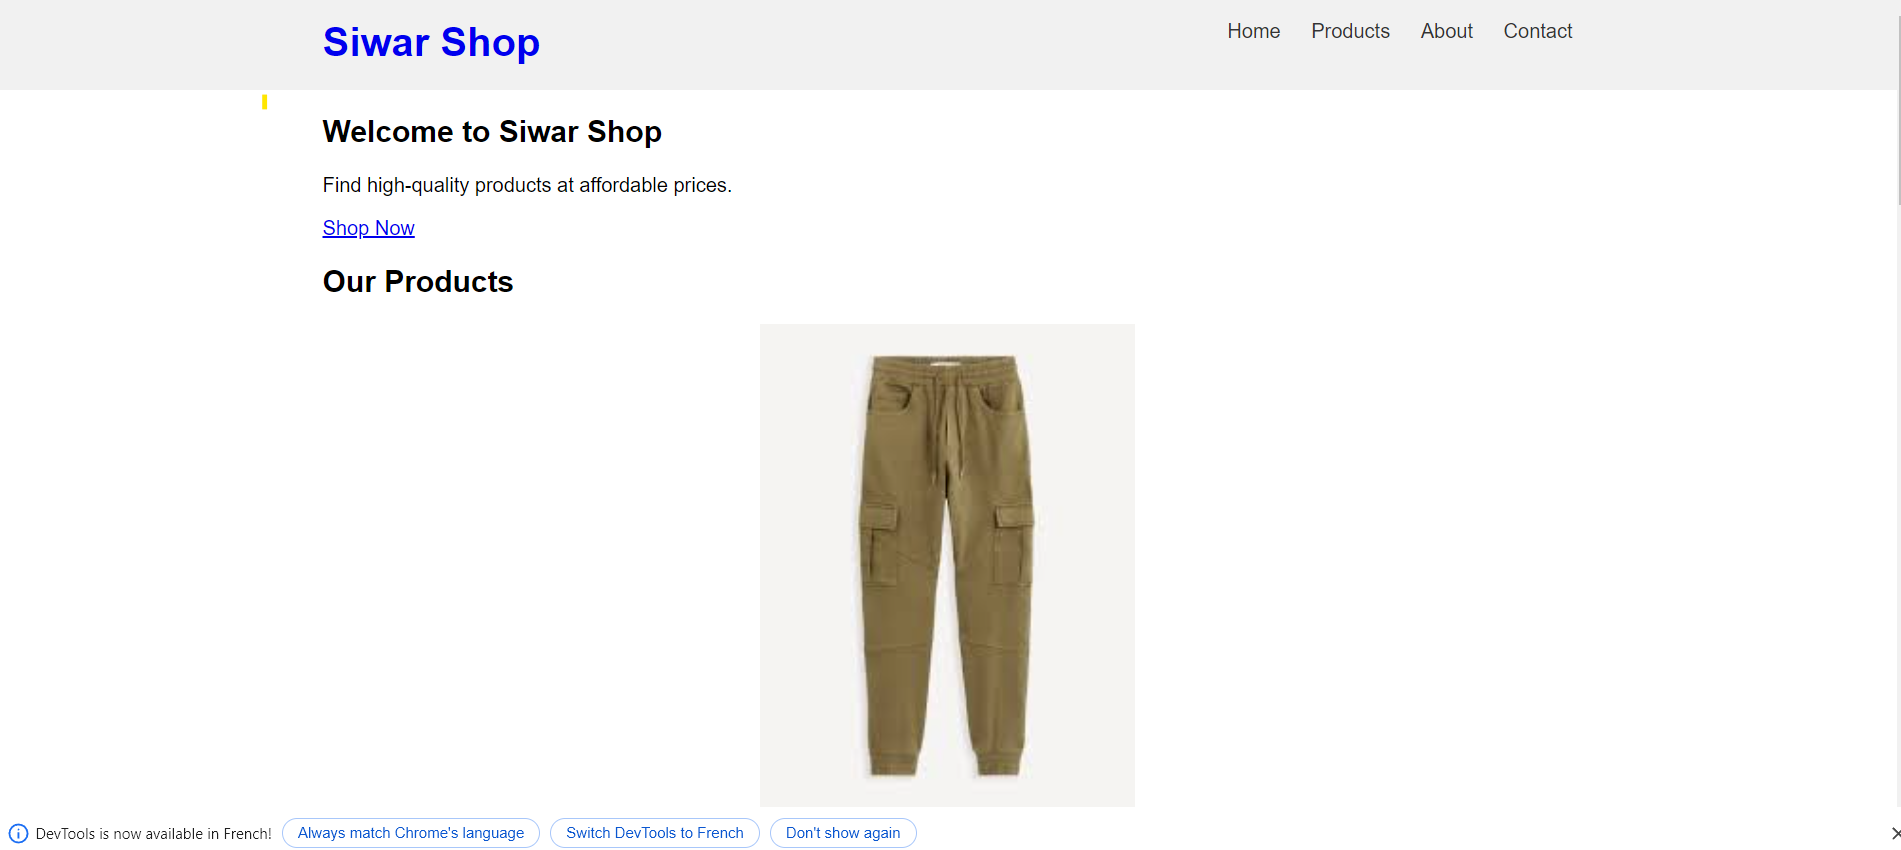 Siwar Shop
Home Products About Contact
Welcome to Siwar Shop
Find high-quality products at affordable prices.
Shop Now
Our Products
DevTools is now available in French! Always match Chrome's language Switch DevTools to French Don't show again